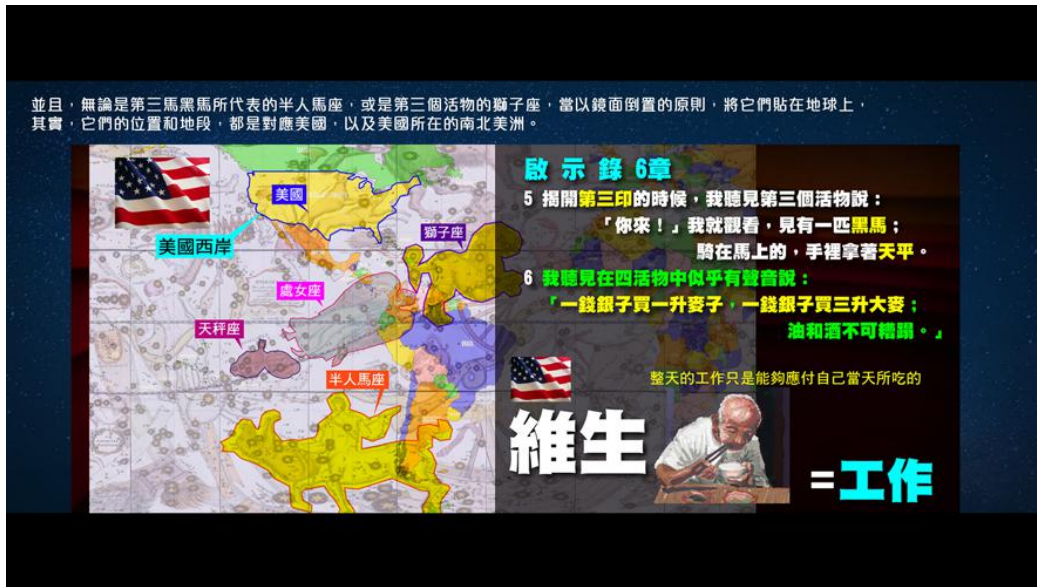 並且，無論是第三馬黑馬所代表的半人馬座，或是第三個活物的獅子座，當以鏡面倒置的原則，將它們貼在地球上，
其實，它們的位置和地段，都是對應美國，以及美國所在的南北美洲。
美國
美國西岸
獅子座
處女座
天秤座
半人馬座
啟示錄 6章
5 揭開第三印的時候，我聽見第三個活物說：
「你來！」我就觀看，見有一匹黑馬；
騎在馬上的，手裡拿著天平。
6 我聽見在四活物中似乎有聲音說：
「一錢銀子買一升麥子，一錢銀子買三升大麥；
油和酒不可糟蹋。」
整天的工作只是能夠應付自己當天所吃的
維生
=工作